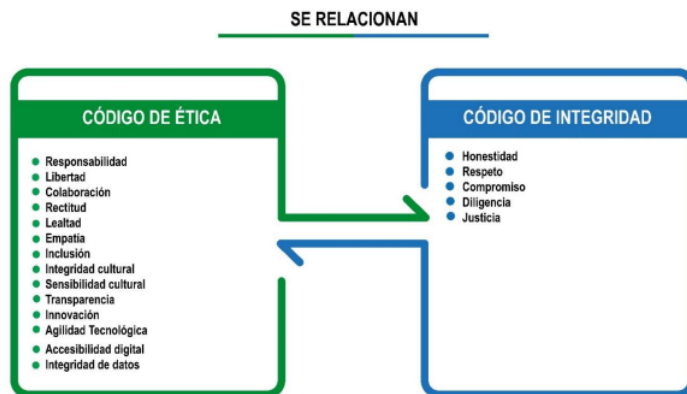 SE RELACIONAN
CÓDIGO DE ÉTICA
Responsabilidad
Libertad
Colaboración
Rectitud
Lealtad
Empatía
Inclusión
Integridad cultural
Sensibilidad cultural
Transparencia
Innovación
Agilidad Tecnológica
Accesibilidad digital
Integridad de datos
CÓDIGO DE INTEGRIDAD
Honestidad
Respeto
Compromiso
Diligencia
Justicia